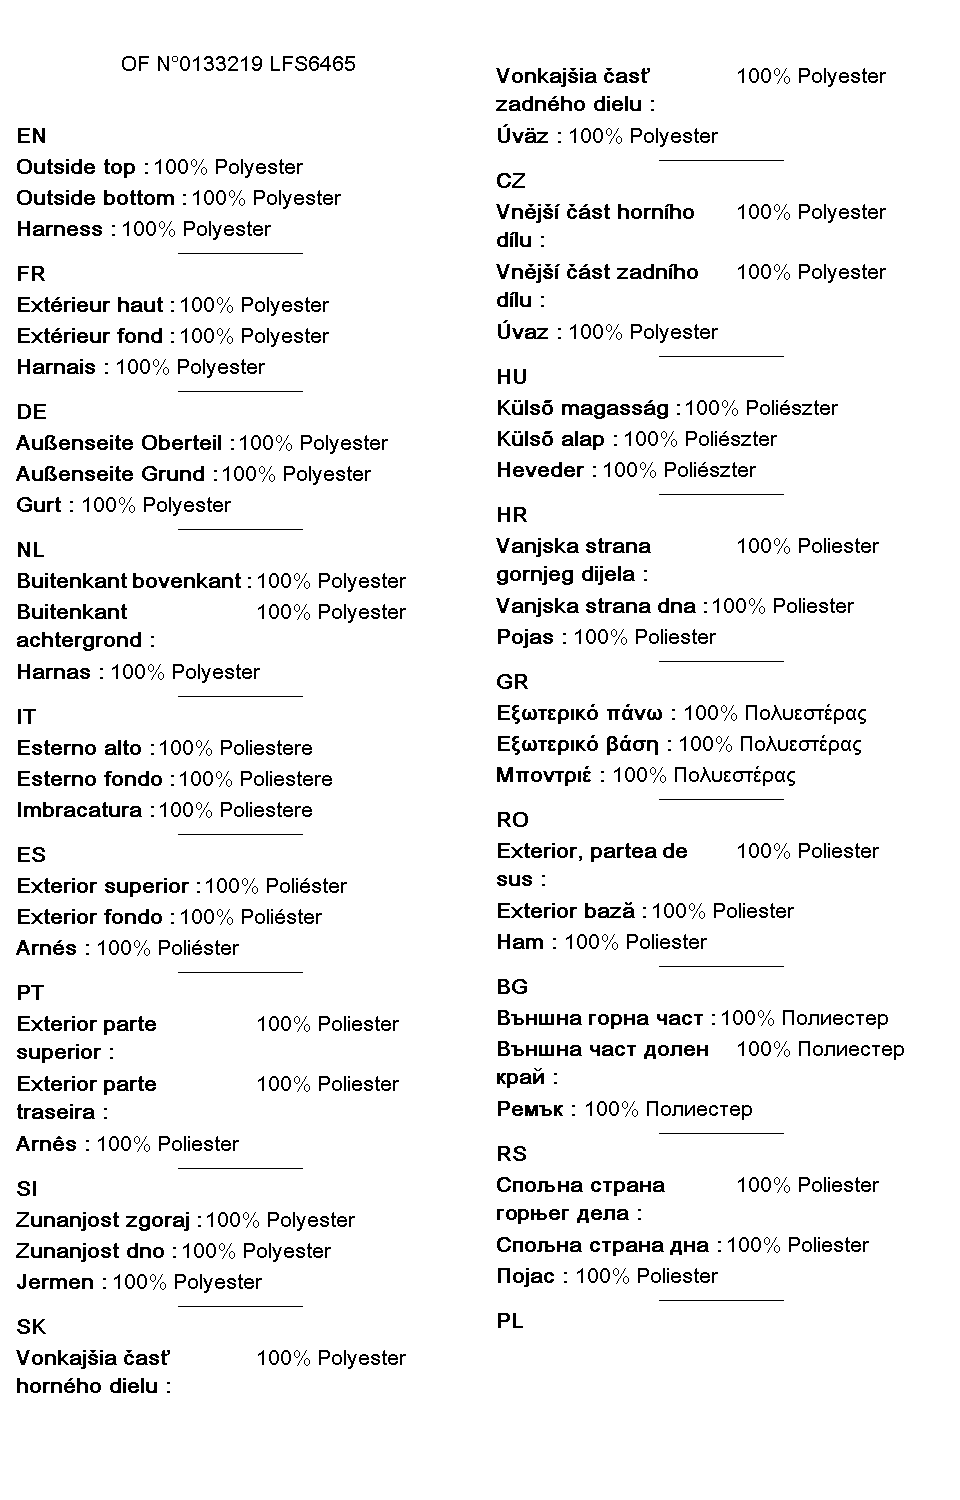 OF N°0133219 LFS6465
EN
Outside top : 100% Polyester
Outside bottom : 100% Polyester
Harness : 100% Polyester
FR
Extérieur haut : 100% Polyester
Extérieur fond : 100% Polyester
Harnais : 100% Polyester
DE
Außenseite Oberteil : 100% Polyester
Außenseite Grund : 100% Polyester
Gurt : 100% Polyester
NL
Buitenkant bovenkant : 100% Polyester
Buitenkant 100% Polyester
achtergrond :
Harnas : 100% Polyester
IT
Esterno alto : 100% Poliestere
Esterno fondo : 100% Poliestere
Imbracatura : 100% Poliestere
ES
Exterior superior : 100% Poliéster
Exterior fondo : 100% Poliéster
Arnés : 100% Poliéster
PT
Exterior parte 100% Poliester
superior :
Exterior parte 100% Poliester
traseira :
Arnês : 100% Poliester
SI
Zunanjost zgoraj : 100% Polyester
Zunanjost dno : 100% Polyester
Jermen : 100% Polyester
SK
Vonkajšia časť 100% Polyester
horného dielu :
Vonkajšia časť 100% Polyester
zadného dielu :
Úväz : 100% Polyester
CZ
Vnější část horního 100% Polyester
dílu :
Vnější část zadního 100% Polyester
dílu :
Úvaz : 100% Polyester
HU
Külső magasság : 100% Poliészter
Külső alap : 100% Poliészter
Heveder : 100% Poliészter
HR
Vanjska strana 100% Poliester
gornjeg dijela :
Vanjska strana dna : 100% Poliester
Pojas : 100% Poliester
GR
Εξωτερικό πάνω : 100% Πολυεστέρας
Εξωτερικό βάση : 100% Πολυεστέρας
Μποντριέ : 100% Πολυεστέρας
RO
Exterior, partea de 100% Poliester
sus :
Exterior bază : 100% Poliester
Ham : 100% Poliester
BG
Външна горна част : 100% Полиестер
Външна част долен 100% Полиестер
край :
Ремък : 100% Полиестер
RS
Спољна страна 100% Poliester
горњег дела :
Спољна страна дна : 100% Poliester
Појас : 100% Poliester
PL